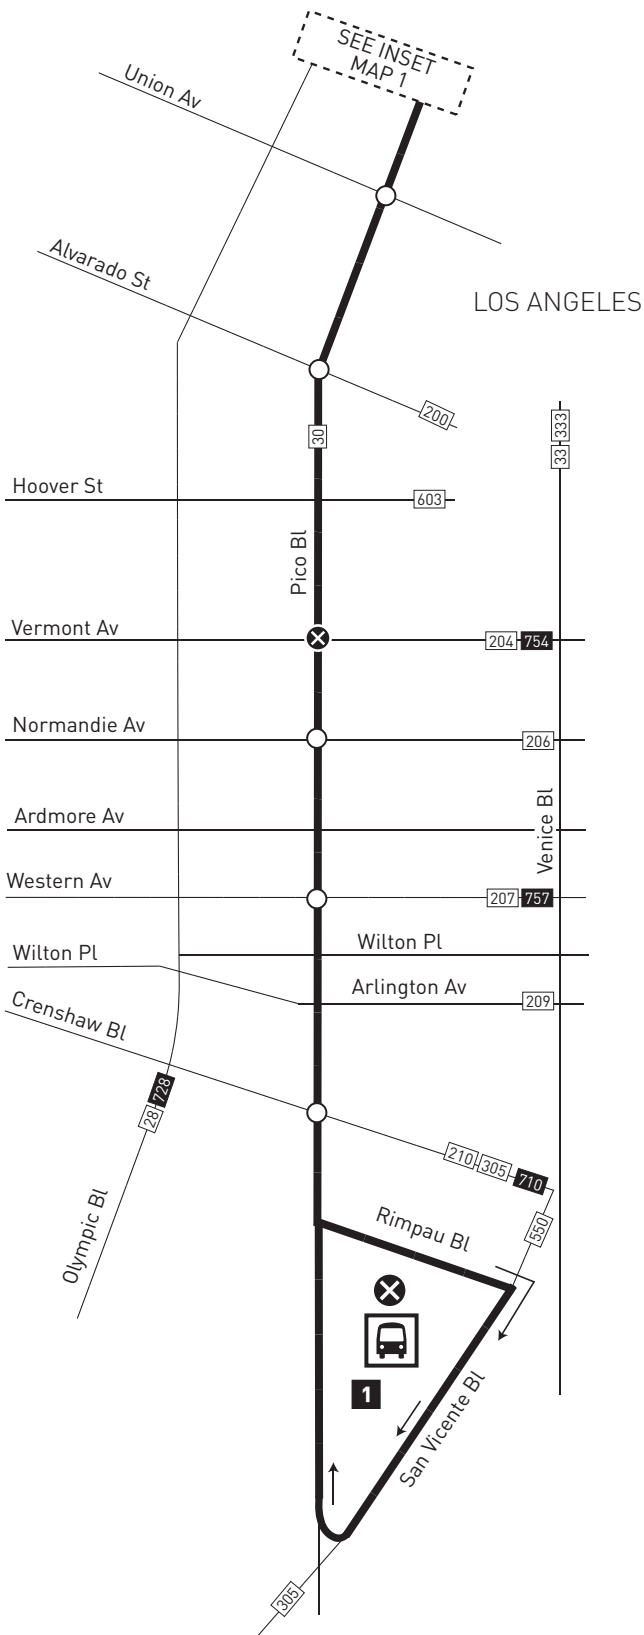 SEE INSET
MAP 1
Union Av
Alvarado St
LOS ANGELES
200
30
333
33
Hoover St
603
Pico Bl
Vermont Av
204 754
Normandie Av
206
Ardmore Av
Venice Bl
Western Av
207 757
Wilton Pl
Wilton Pl
Arlington Av
209
Crenshaw Bl
728
28
210 305 710
550
Olympic Bl
Rimpau Bl
1
San Vicente Bl
305